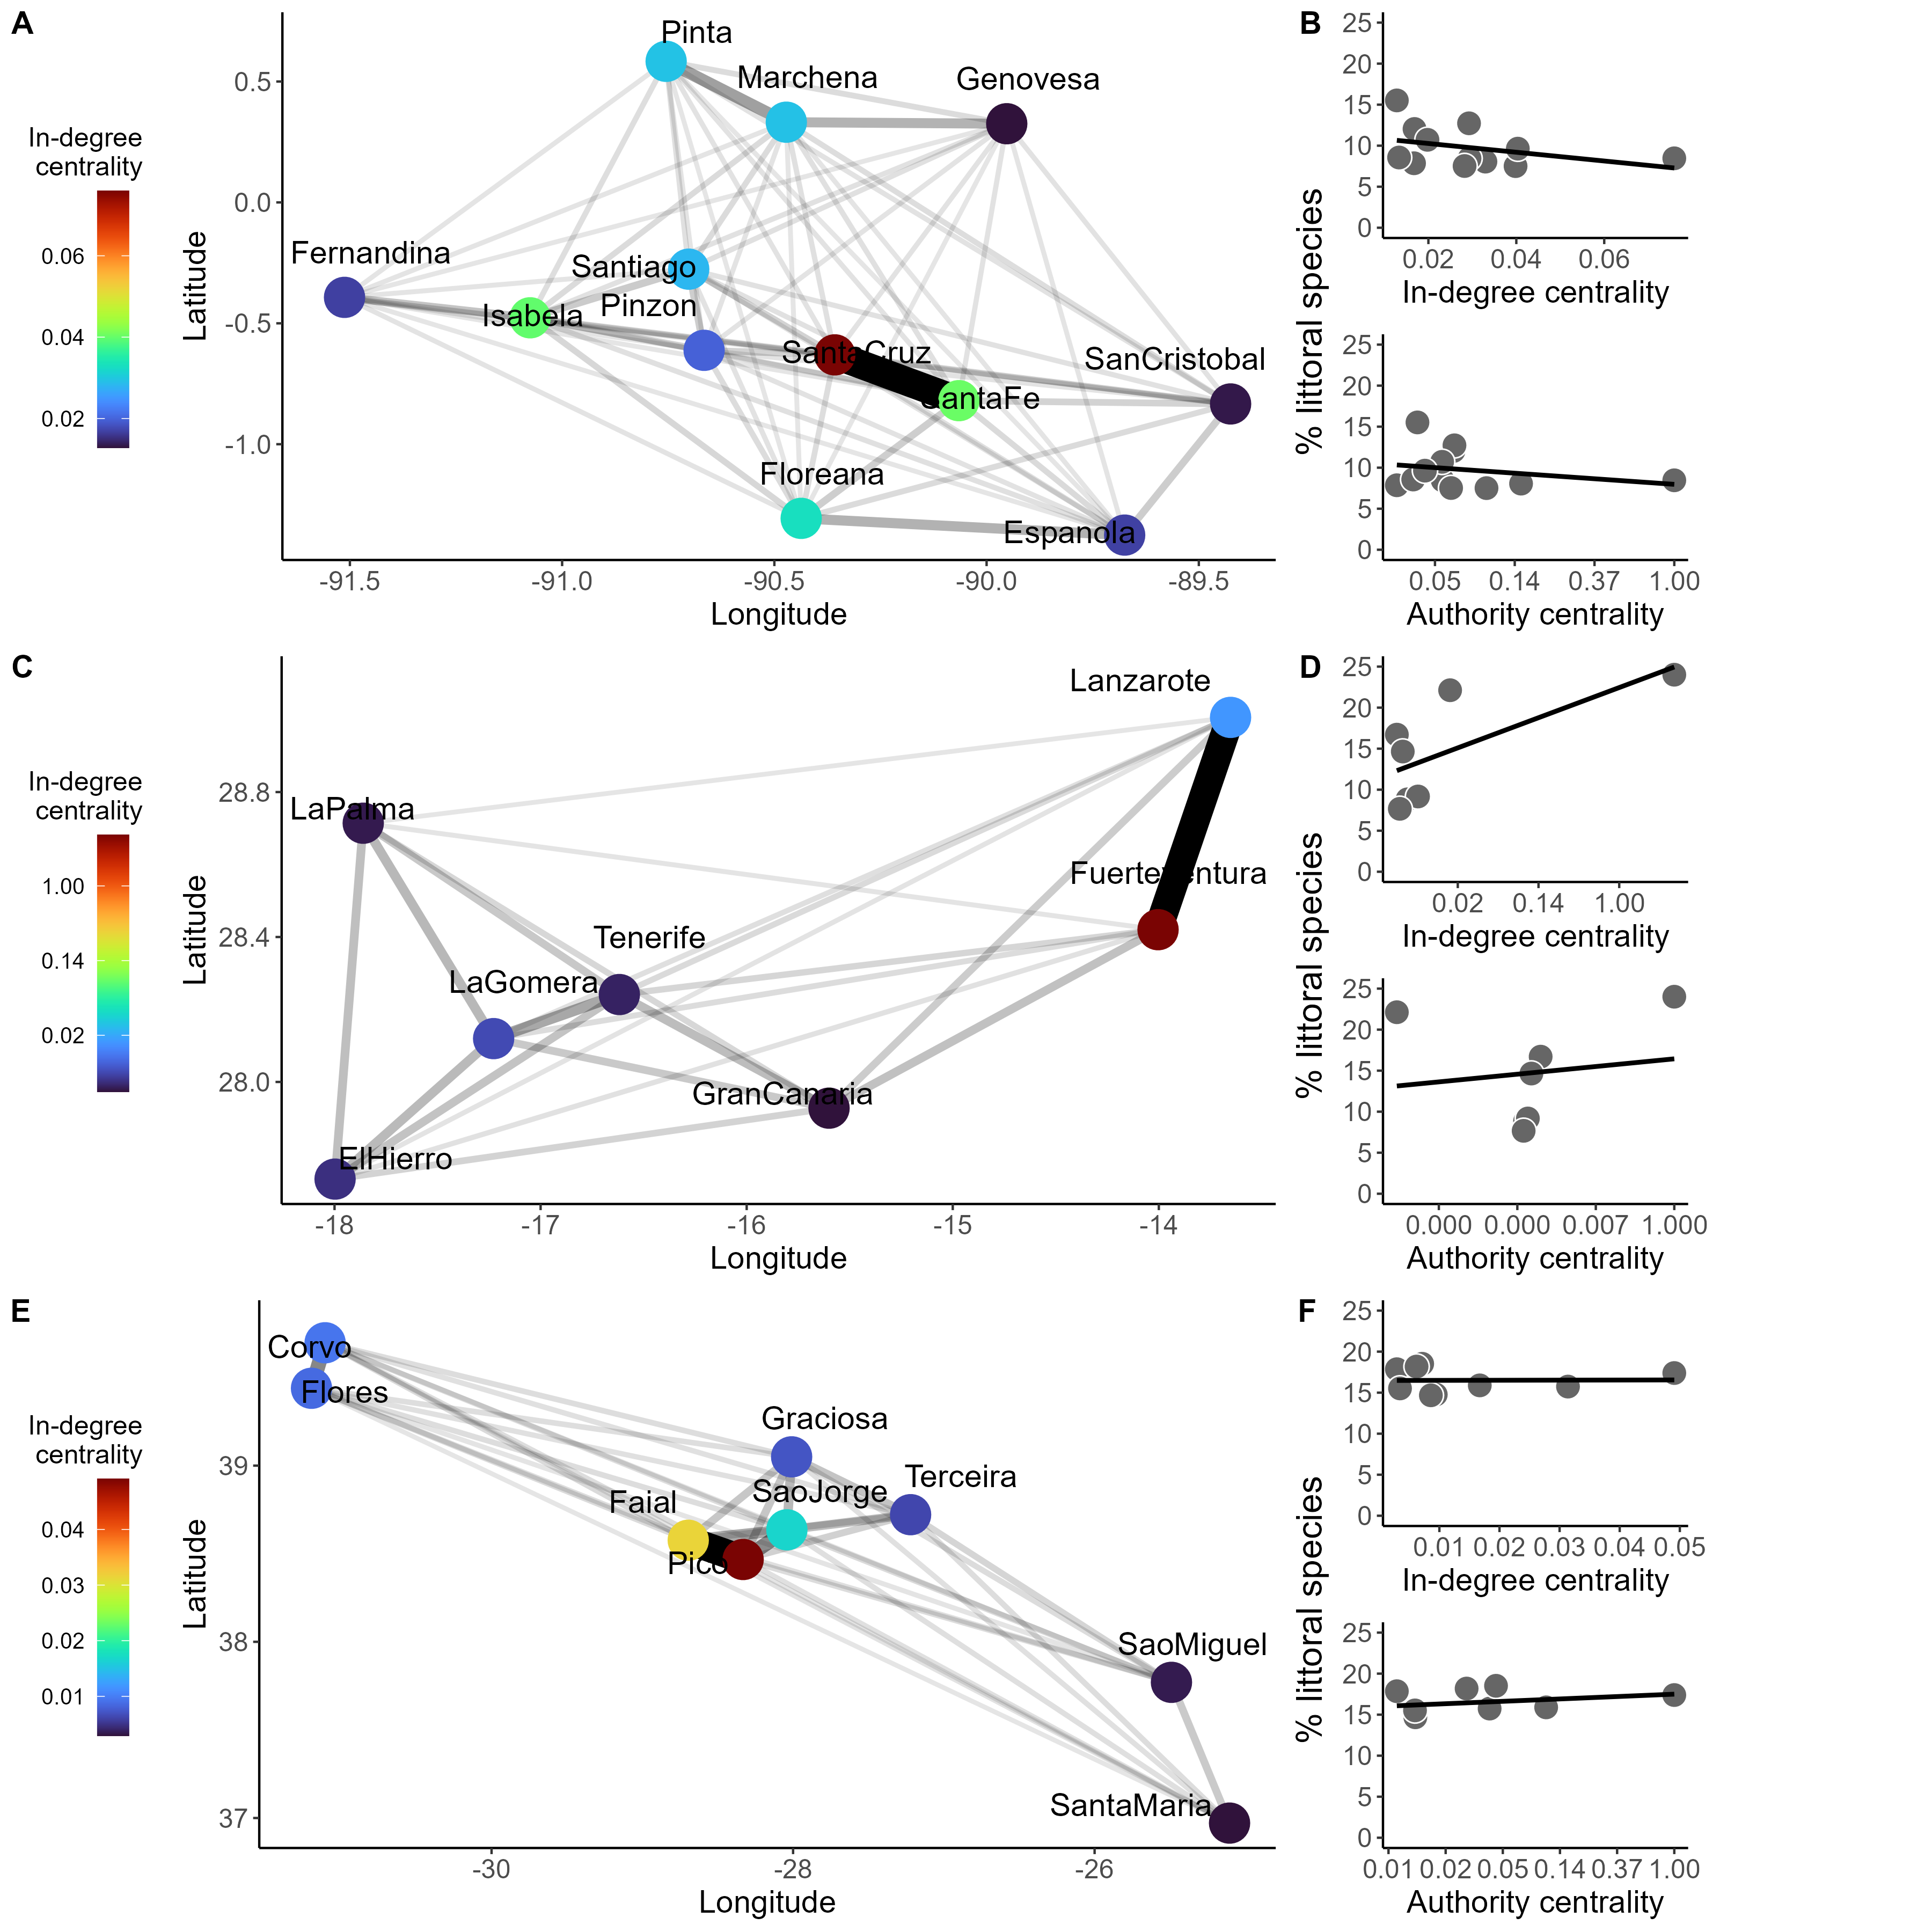 A
In-degree
centrality
0.06
0.04
0.02
Latitude
0.5
0.0
-0.5
-1.0
Pinta
Marchena
Genovesa
Fernandina
Santiago
Isabela
Pinzon
SantaCruz
SanCristobal
SantaFe
Floreana
Espanola
-91.5
-91.0
-90.5
-90.0
-89.5
Longitude
B
% littoral species
25
20
15
10
5
0
0.02
0.04
0.06
In-degree centrality
25
20
15
10
5
0
0.05
0.14
0.37
1.00
Authority centrality
C
In-degree
centrality
1.00
0.14
0.02
Latitude
28.8
28.4
28.0
Lanzarote
LaPalma
Fuerteventura
Tenerife
LaGomera
GranCanaria
ElHierro
-18
-17
-16
-15
-14
Longitude
D
% littoral species
25
20
15
10
5
0
0.02
0.14
1.00
In-degree centrality
25
20
15
10
5
0
0.000
0.000
0.007
1.000
Authority centrality
E
In-degree
centrality
0.04
0.03
0.02
0.01
Latitude
39
38
37
Corvo
Flores
Graciosa
Terceira
SaoJorge
Faial
Pico
SaoMiguel
SantaMaria
-30
-28
-26
Longitude
F
% littoral species
25
20
15
10
5
0
0.01
0.02
0.03
0.04
0.05
In-degree centrality
25
20
15
10
5
0
0.01
0.02
0.05
0.14
0.37
1.00
Authority centrality